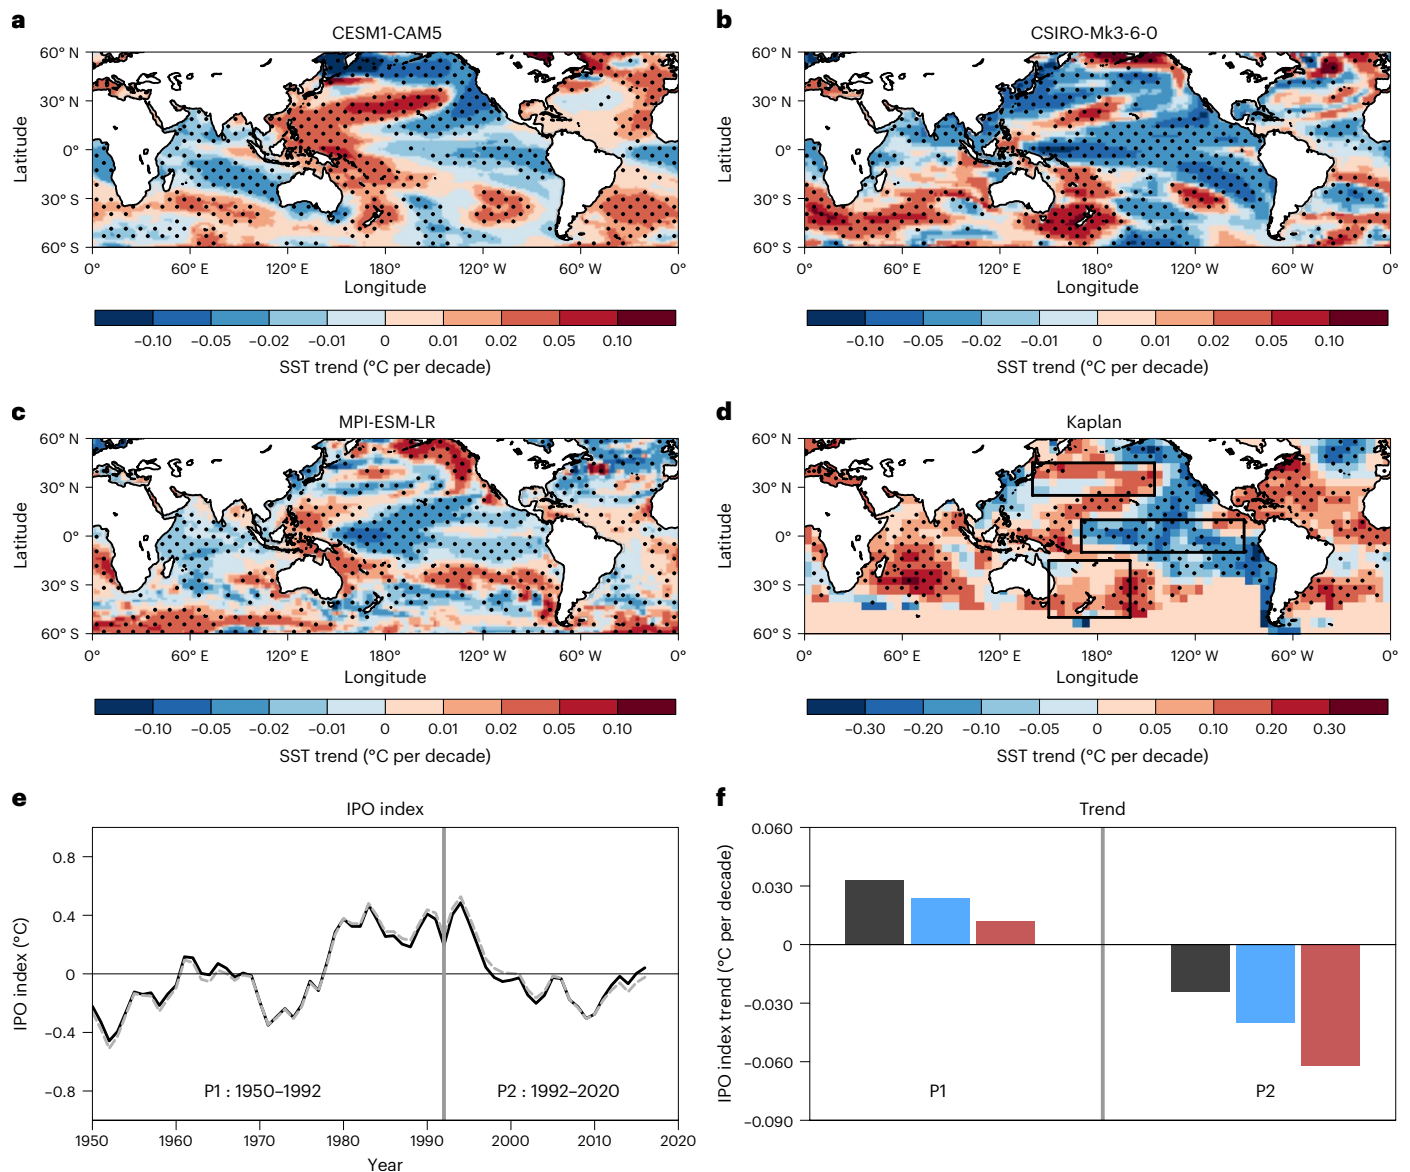 a
CESM1-CAM5
60° N
30° N
0°
30° S
60° S
Latitude
0° 60° E 120° E 180° 120° W 60° W 0°
Longitude
−0.10 −0.05 −0.02 −0.01 0 0.01 0.02 0.05 0.10
SST trend (°C per decade)
b
CSIRO-Mk3-6-0
60° N
30° N
0°
30° S
60° S
Latitude
0° 60° E 120° E 180° 120° W 60° W 0°
Longitude
−0.10 −0.05 −0.02 −0.01 0 0.01 0.02 0.05 0.10
SST trend (°C per decade)
c
MPI-ESM-LR
60° N
30° N
0°
30° S
60° S
Latitude
0° 60° E 120° E 180° 120° W 60° W 0°
Longitude
−0.10 −0.05 −0.02 −0.01 0 0.01 0.02 0.05 0.10
SST trend (°C per decade)
d
Kaplan
60° N
30° N
0°
30° S
60° S
Latitude
0° 60° E 120° E 180° 120° W 60° W 0°
Longitude
−0.30 −0.20 −0.10 −0.05 0 0.05 0.10 0.20 0.30
SST trend (°C per decade)
e
IPO index
0.8
0.4
0
−0.4
−0.8
IPO index (°C)
P1 : 1950–1992 P2 : 1992–2020
1950 1960 1970 1980 1990 2000 2010 2020
Year
f
Trend
0.060
0.030
0
−0.030
−0.060
−0.090
IPO index trend (°C per decade)
P1 P2